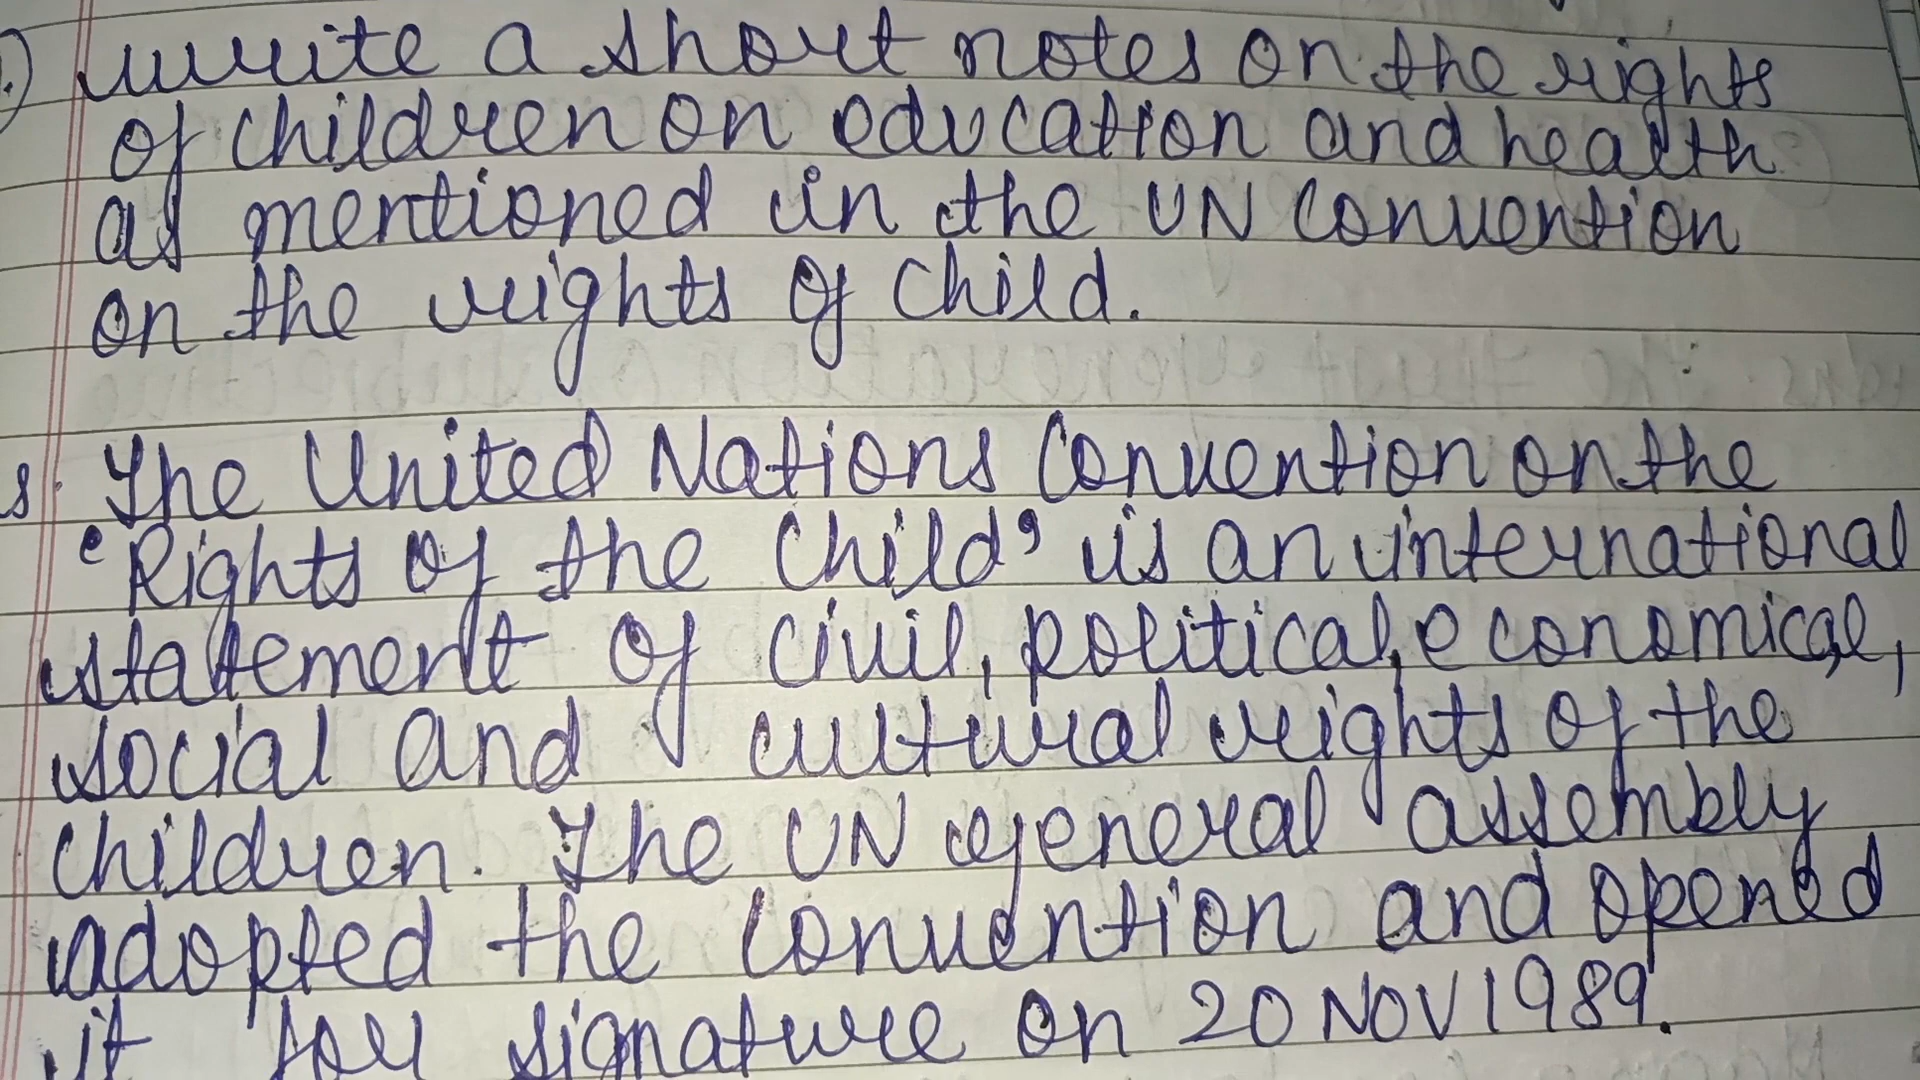 .) Write a short notes on the rights
of children on education and health
as mentioned in the UN Convention
on the rights of child.
s. The United Nations Convention on the
'Rights of the Child' is an international
statement of civil, political, economical,
social and cultural rights of the
children. The UN general assembly
adopted the convention and opened
it for signature on 20 NOV 1989.